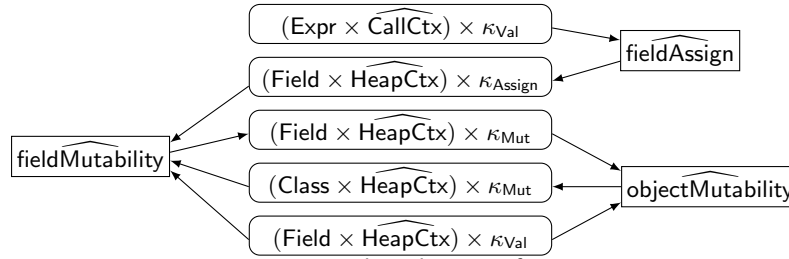 (Expr × CallCtx) × κVal
fieldAssign
(Field × HeapCtx) × κAssign
(Field × HeapCtx) × κMut
fieldMutability
(Class × HeapCtx) × κMut
objectMutability
(Field × HeapCtx) × κVal